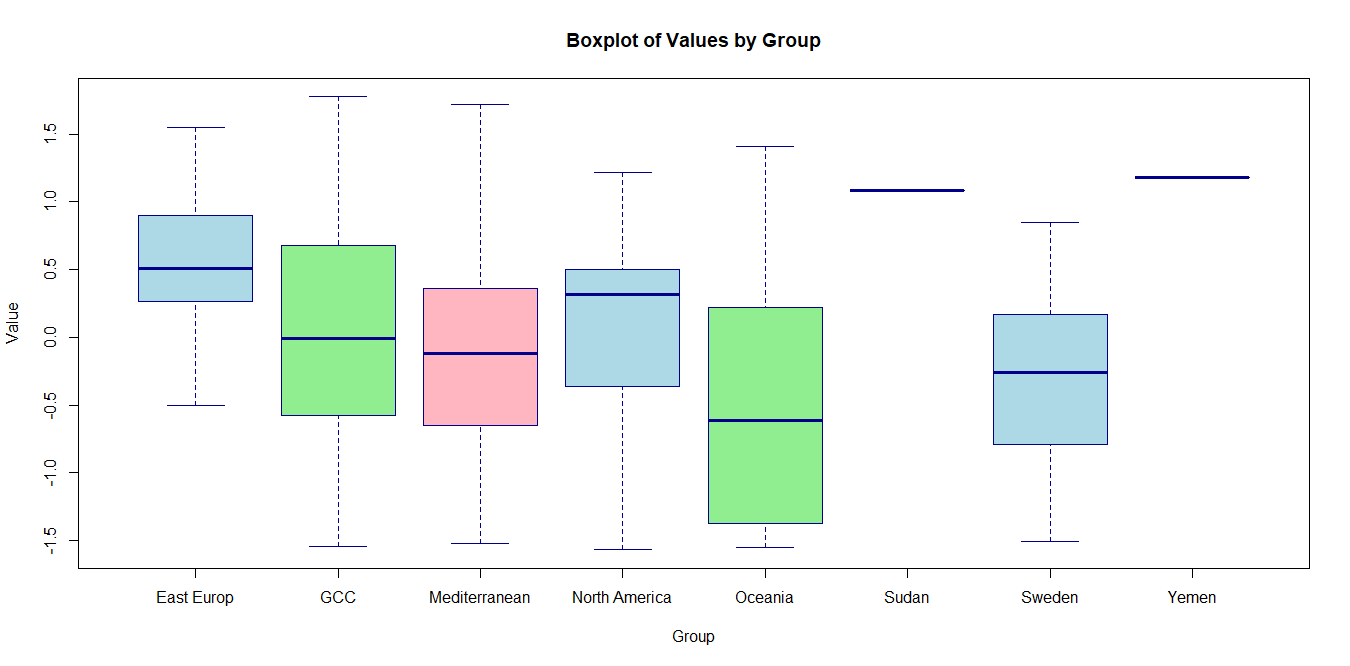 Boxplot of Values by Group
Value
1.5
1.0
0.5
0.0
-0.5
-1.0
-1.5
East Europ GCC Mediterranean North America Oceania Sudan Sweden Yemen
Group